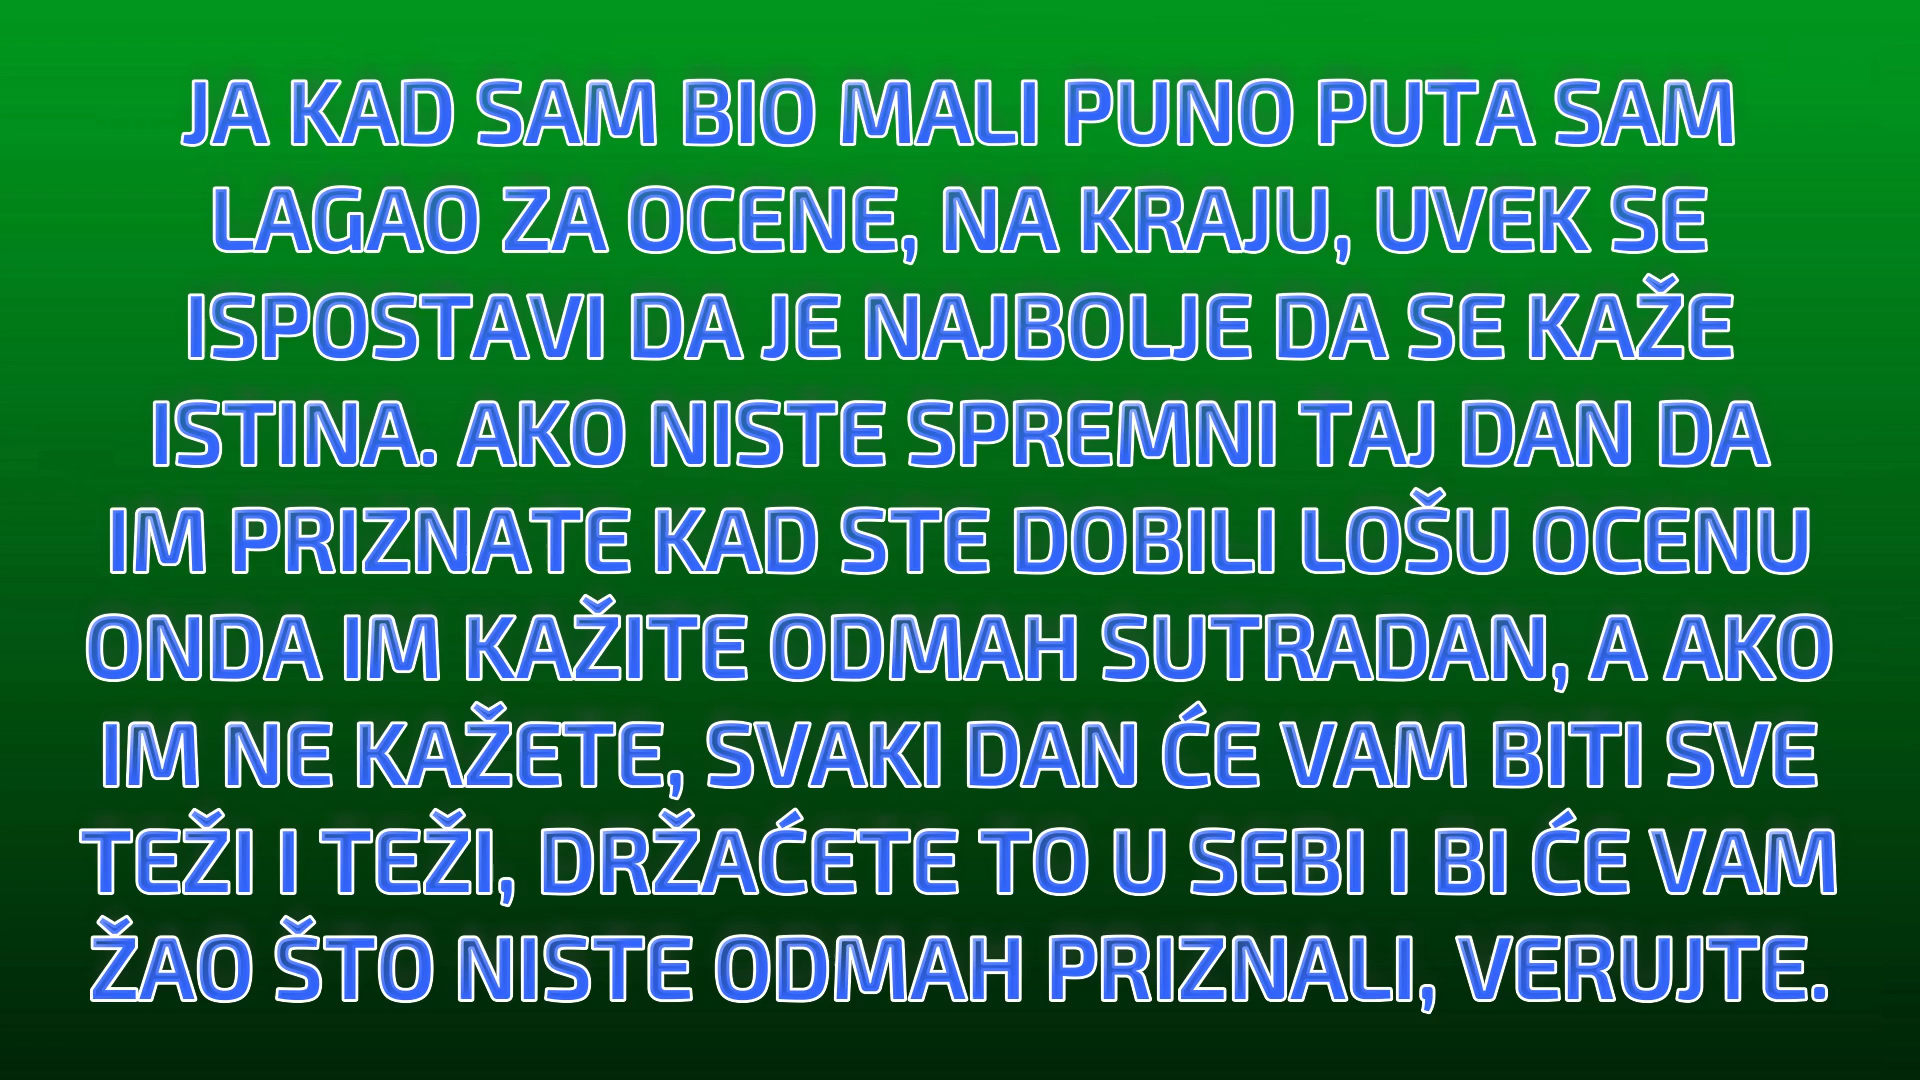 JA KAD SAM BIO MALI PUNO PUTA SAM
LAGAO ZA OCENE, NA KRAJU, UVEK SE
ISPOSTAVI DA JE NAJBOLJE DA SE KAŽE
ISTINA. AKO NISTE SPREMNI TAJ DAN DA
IM PRIZNATE KAD STE DOBILI LOŠU OCENU
ONDA IM KAŽITE ODMAH SUTRADAN, A AKO
IM NE KAŽETE, SVAKI DAN ĆE VAM BITI SVE
TEŽI I TEŽI, DRŽAĆETE TO U SEBI I BI ĆE VAM
ŽAO ŠTO NISTE ODMAH PRIZNALI, VERUJTE.